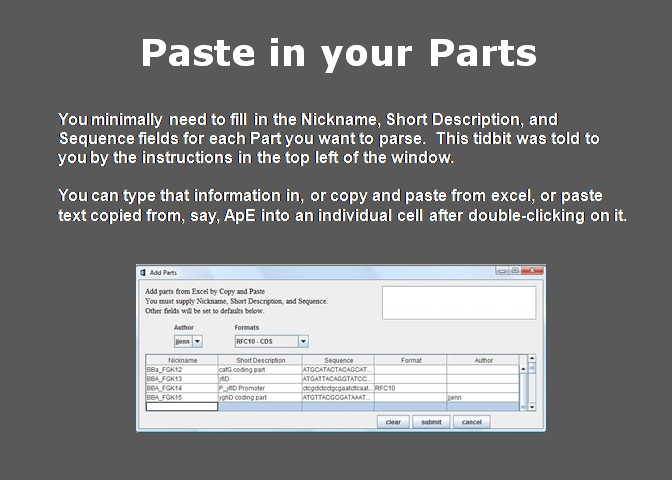 Paste in your Parts
You minimally need to fill in the Nickname, Short Description, and
Sequence fields for each Part you want to parse. This tidbit was told to
you by the instructions in the top left of the window.
You can type that information in, or copy and paste from excel, or paste
text copied from, say, ApE into an individual cell after double-clicking on it.
Add Parts
Add parts from Excel by Copy and Paste
You must supply Nickname, Short Description, and Sequence.
Other fields will be set to defaults below.
Author Formats
jjenn RFC10 - CDS
Nickname Short Description Sequence Format Author
BBA_FGK12 cafG coding part ATGCATACTACAGCAT...
BBA_FGK13 yfiD ATGATTACAGGTATCC...
BBA_FGK14 P_yfiD Promoter ctcgctctcctgcgaatcttcaat... RFC10
BBA_FGK15 yghD coding part ATGTTACGCGATAAAT... jjenn
clear submit cancel